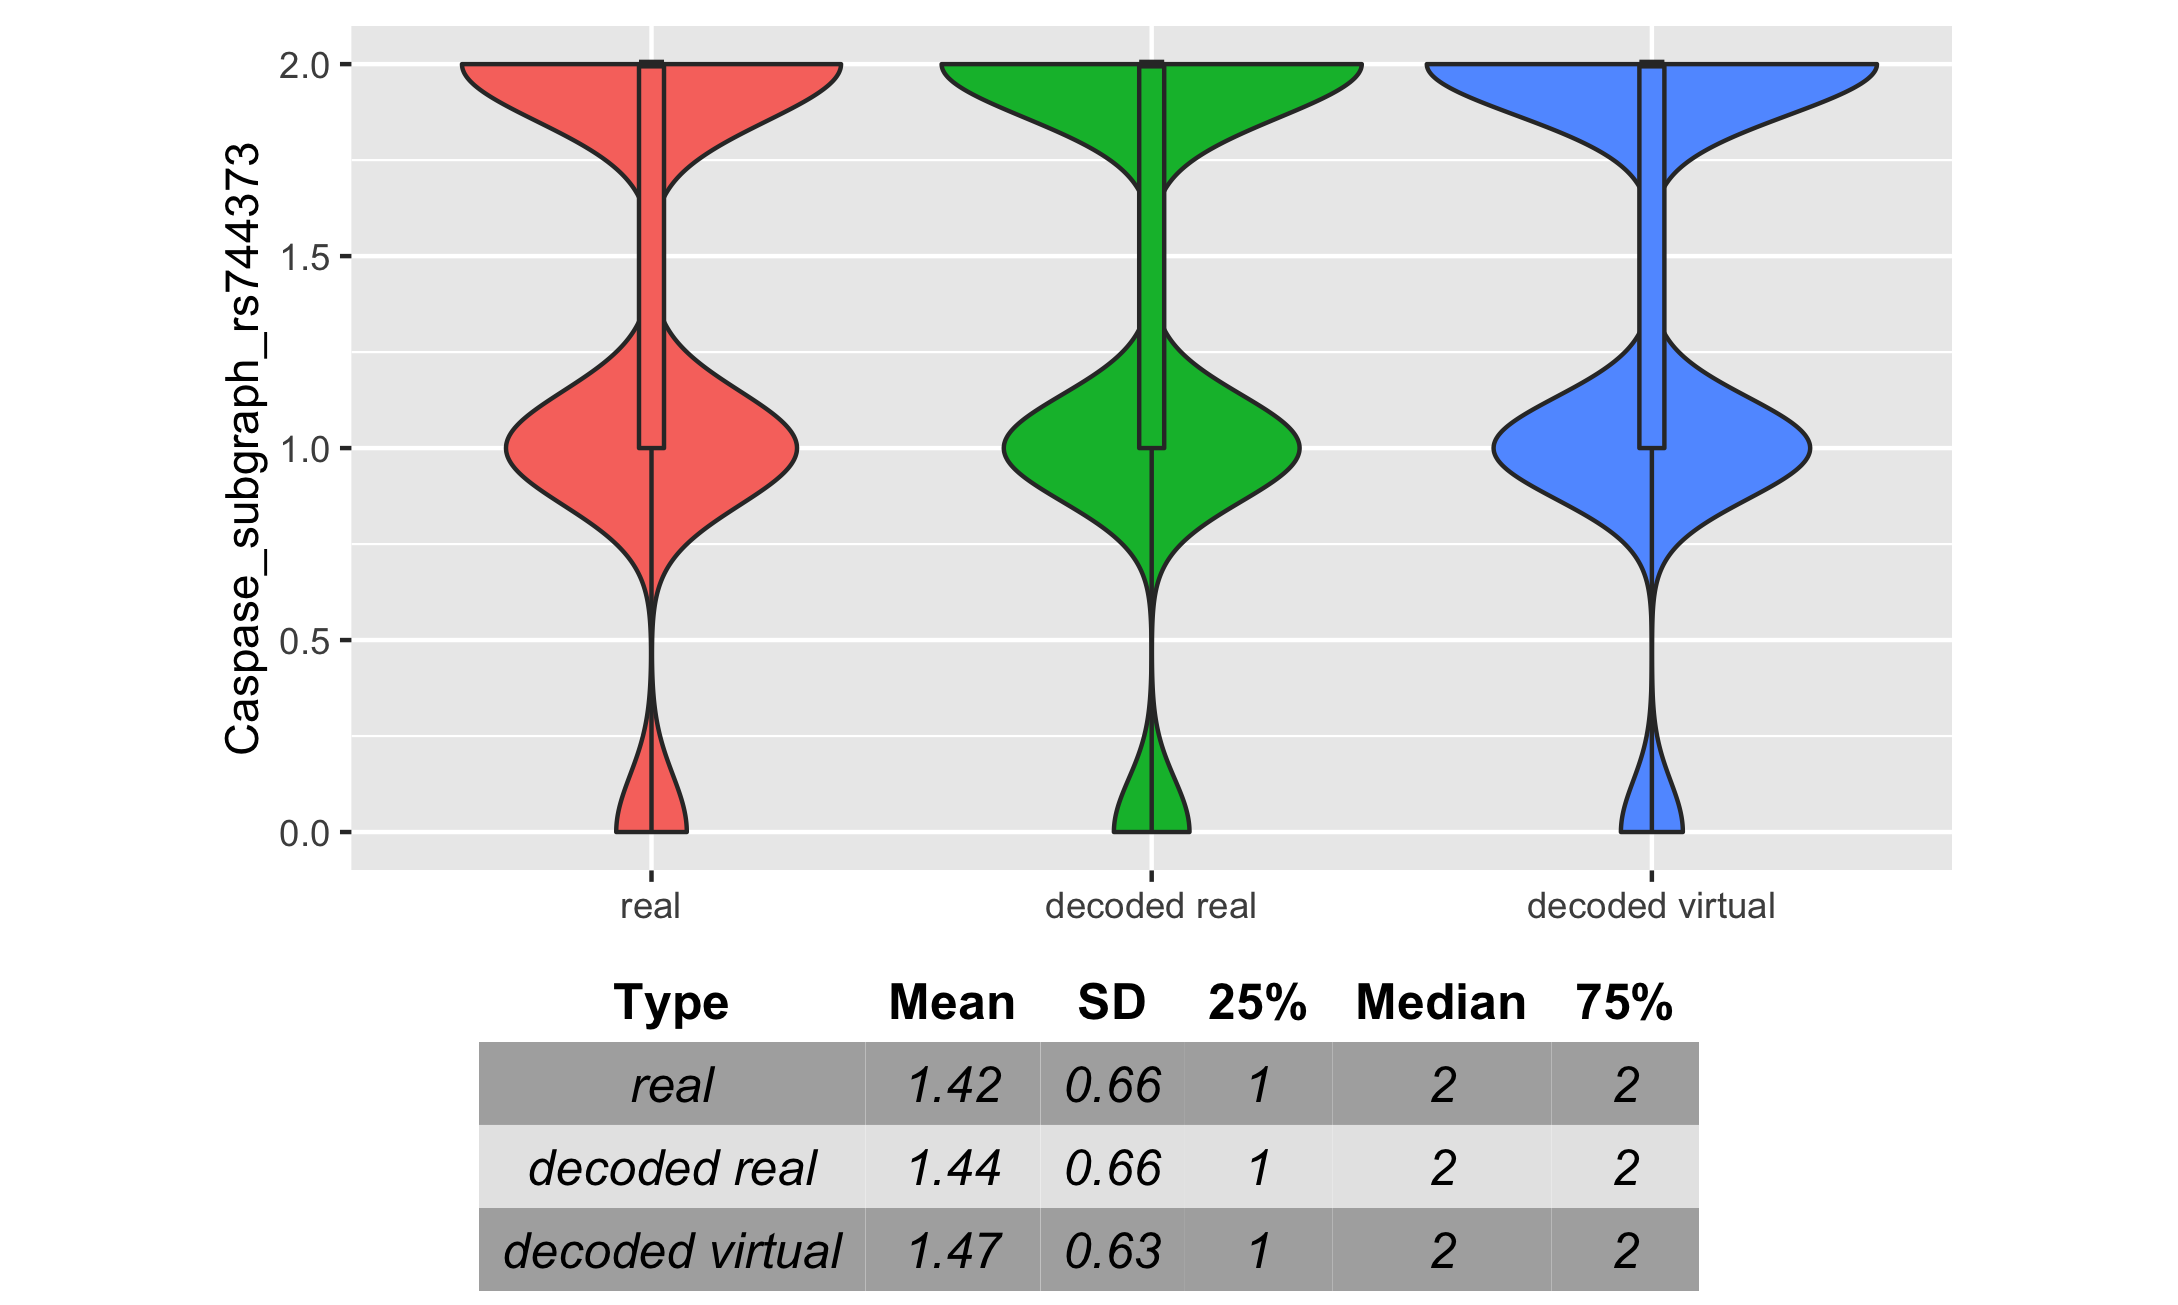 Caspase_subgraph_rs744373
2.0
1.5
1.0
0.5
0.0
real decoded real decoded virtual
Type Mean SD 25% Median 75%
real 1.42 0.66 1 2 2
decoded real 1.44 0.66 1 2 2
decoded virtual 1.47 0.63 1 2 2